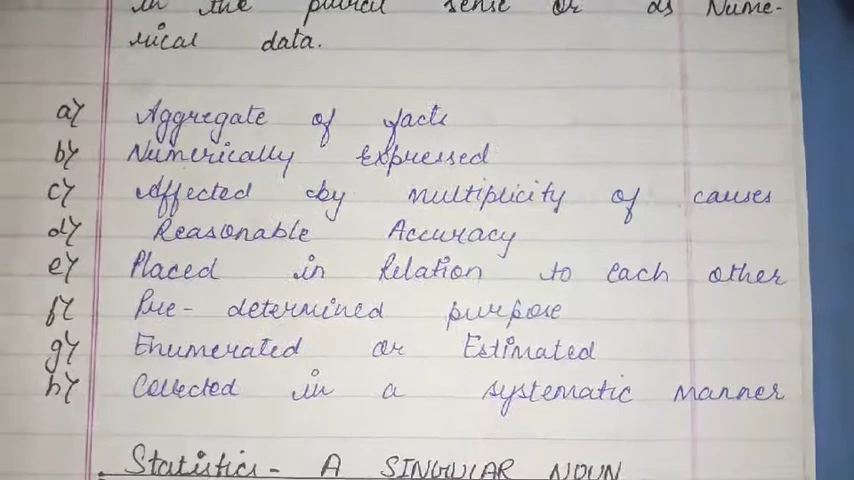 in the plural sense or as Nume-
rical data.
a) Aggregate of facts
b) Numerically Expressed
c) Affected by multiplicity of causes
d) Reasonable Accuracy
e) Placed in Relation to each other
f) Pre-determined purpose
g) Enumerated or Estimated
h) Collected in a systematic manner
Statistics- A SINGULAR NOUN